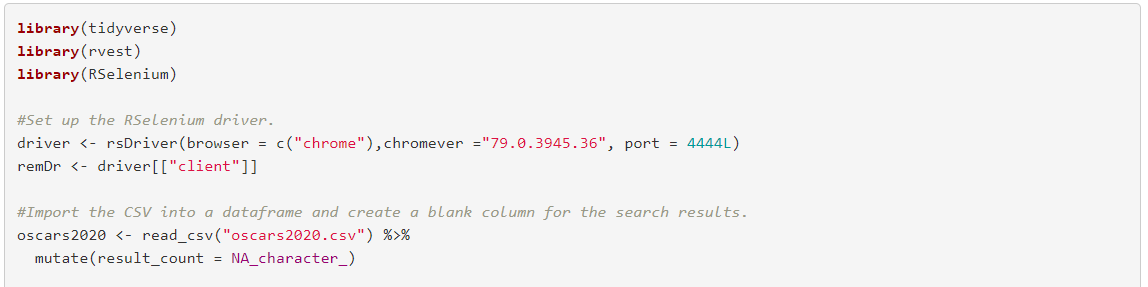 library(tidyverse)
library(rvest)
library(RSelenium)
#Set up the RSelenium driver.
driver <- rsDriver(browser = c("chrome"),chromever ="79.0.3945.36", port = 4444L)
remDr <- driver[["client"]]
#Import the CSV into a dataframe and create a blank column for the search results.
oscars2020 <- read_csv("oscars2020.csv") %>%
  mutate(result_count = NA_character_)